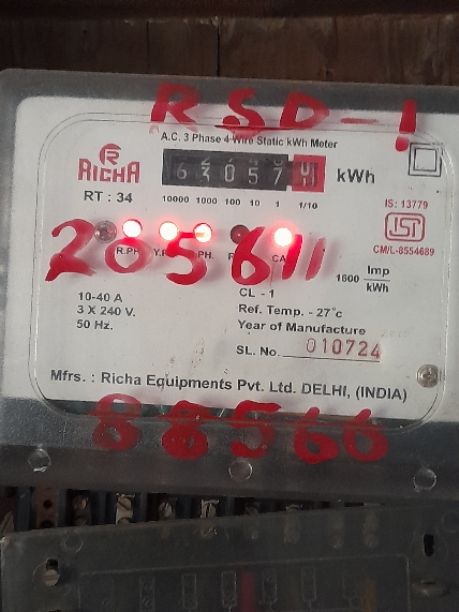 RSD-1
A.C. 3 Phase 4 Wire Static kWh Meter
RICHA
63057 kWh
RT : 34
10000 1000 100 10 1 1/10
IS: 13779
ISI
CM/L-8554689
205611
R.PH.
PH.
1600 Imp
kWh
10-40 A
3 X 240 V.
50 Hz.
CL - 1
Ref. Temp. - 27°c
Year of Manufacture
SL. No. 010724
Mfrs. : Richa Equipments Pvt. Ltd. DELHI, (INDIA)
88566